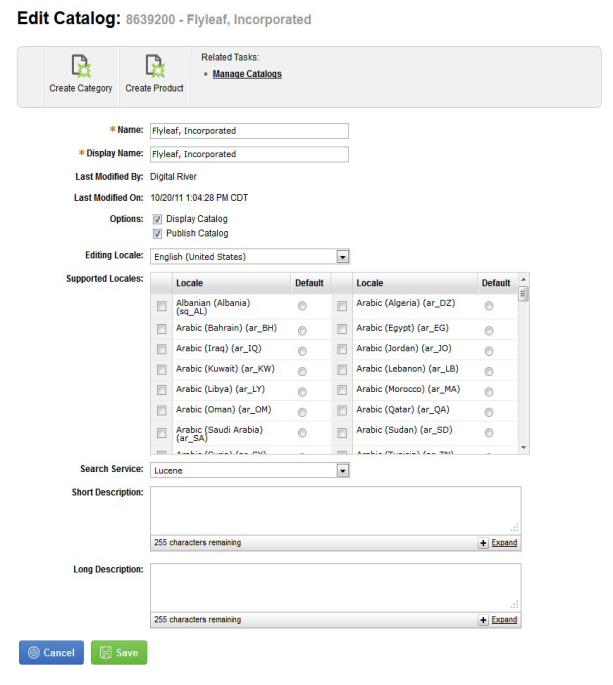 Edit Catalog: 8639200 - Flyleaf, Incorporated
Create Category
Create Product
Related Tasks:
Manage Catalogs
*Name: Flyleaf, Incorporated
*Display Name: Flyleaf, Incorporated
Last Modified By: Digital River
Last Modified On: 10/20/11 1:04:28 PM CDT
Options: Display Catalog
Publish Catalog
Editing Locale: English (United States)
Supported Locales:
Locale Default Locale Default
Albanian (Albania) (sq_AL) Arabic (Algeria) (ar_DZ)
Arabic (Bahrain) (ar_BH) Arabic (Egypt) (ar_EG)
Arabic (Iraq) (ar_IQ) Arabic (Jordan) (ar_JO)
Arabic (Kuwait) (ar_KW) Arabic (Lebanon) (ar_LB)
Arabic (Libya) (ar_LY) Arabic (Morocco) (ar_MA)
Arabic (Oman) (ar_OM) Arabic (Qatar) (ar_QA)
Arabic (Saudi Arabia) (ar_SA) Arabic (Sudan) (ar_SD)
Search Service: Lucene
Short Description:
255 characters remaining + Expand
Long Description:
255 characters remaining + Expand
Cancel Save